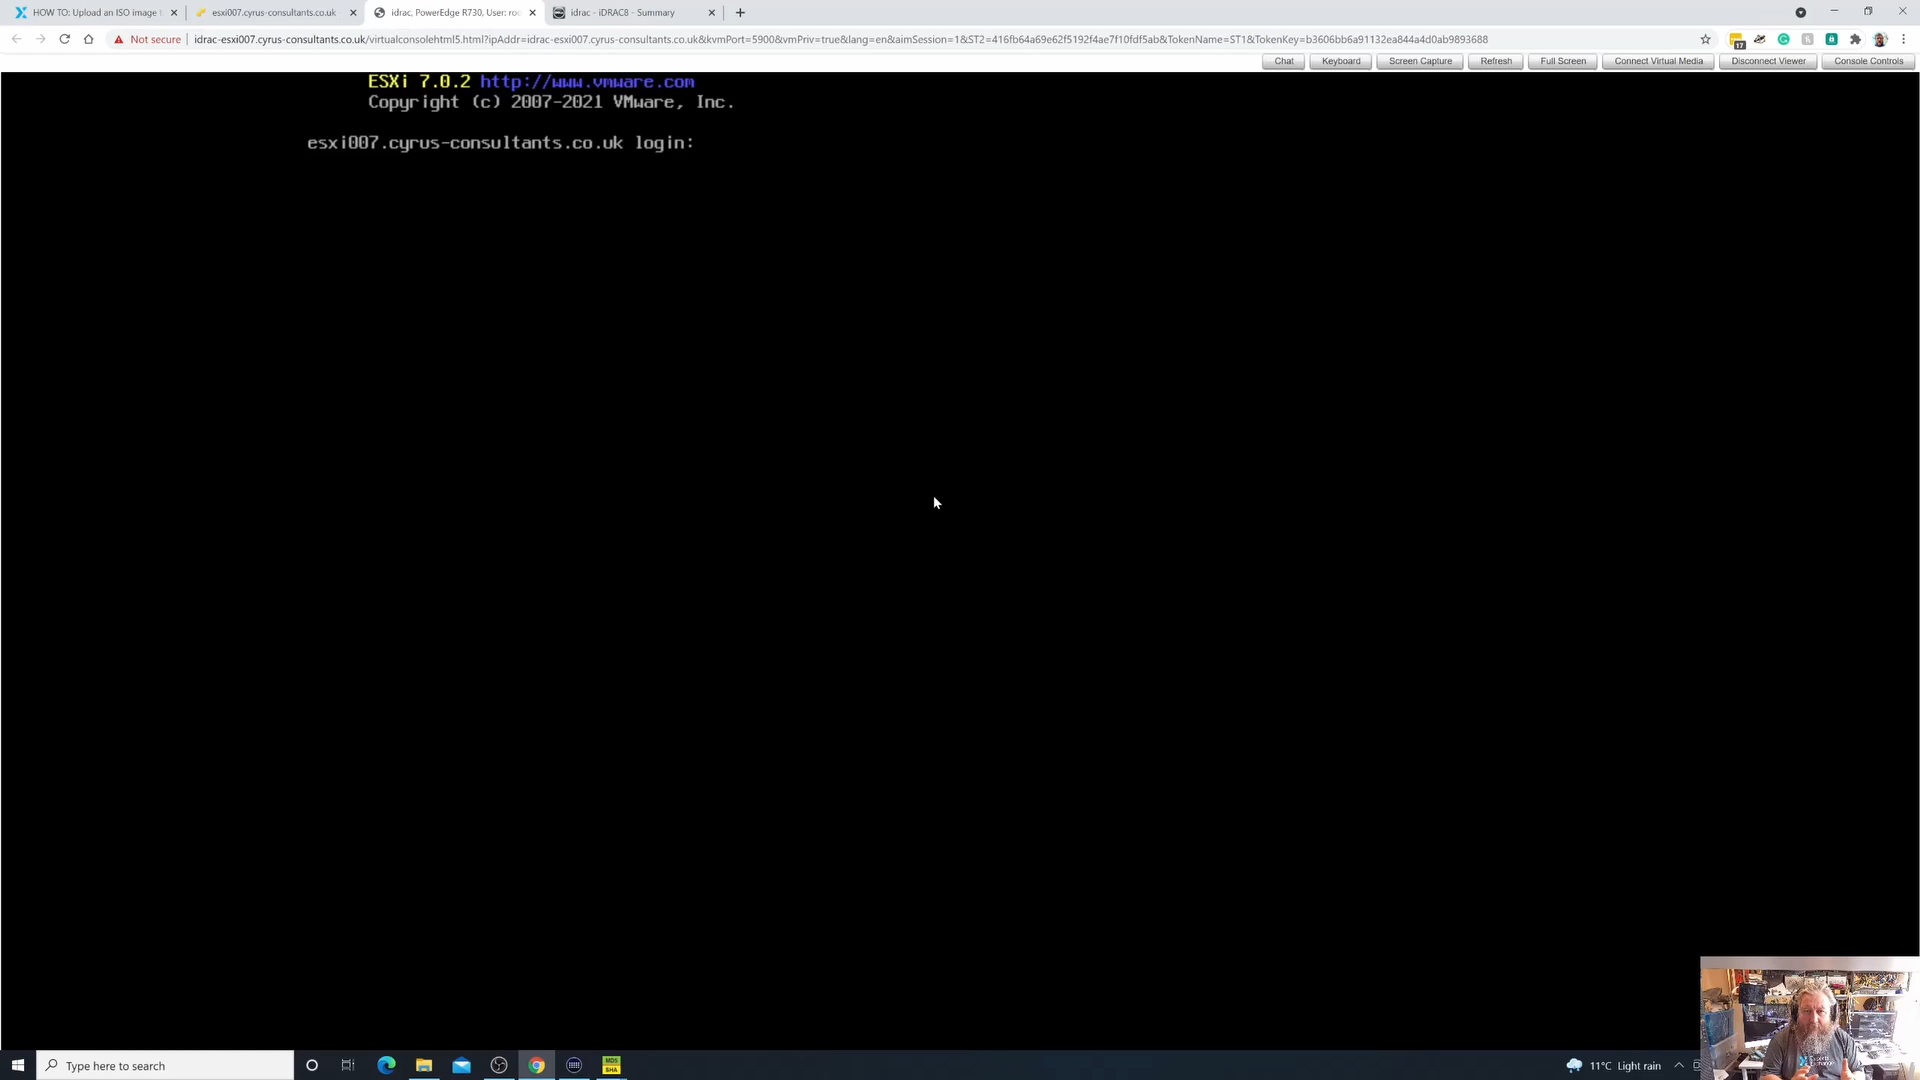 HOW TO: Upload an ISO image
esxi007.cyrus-consultants.co.uk
idrac, PowerEdge R730, User: roo
idrac - iDRAC8 - Summary
Not secure
idrac-esxi007.cyrus-consultants.co.uk/virtualconsolehtml5.html?ipAddr=idrac-esxi007.cyrus-consultants.co.uk&kvmPort=5900&vmPriv=true&lang=en&aimSession=1&ST2=416fb64a69e62f5192f4ae7f10fdf5ab&TokenName=ST1&TokenKey=b3606bb6a91132ea844a4d0ab9893688
17
Chat
Keyboard
Screen Capture
Refresh
Full Screen
Connect Virtual Media
Disconnect Viewer
Console Controls
ESXi 7.0.2 http://www.vmware.com
Copyright (c) 2007-2021 VMware, Inc.
esxi007.cyrus-consultants.co.uk login:
Type here to search
MD5
SHA
11°C Light rain